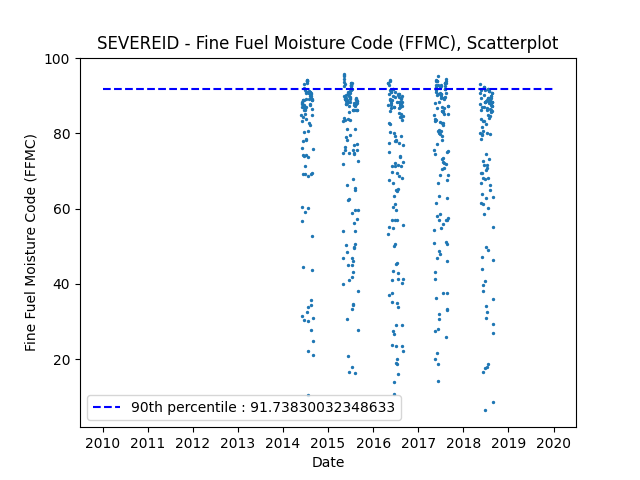 SEVEREID - Fine Fuel Moisture Code (FFMC), Scatterplot
100
80
60
40
20
Fine Fuel Moisture Code (FFMC)
90th percentile : 91.73830032348633
2010 2011 2012 2013 2014 2015 2016 2017 2018 2019 2020
Date